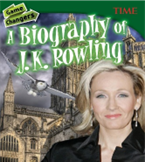 Game
Changers
TIME
A Biography of
J.K. Rowling